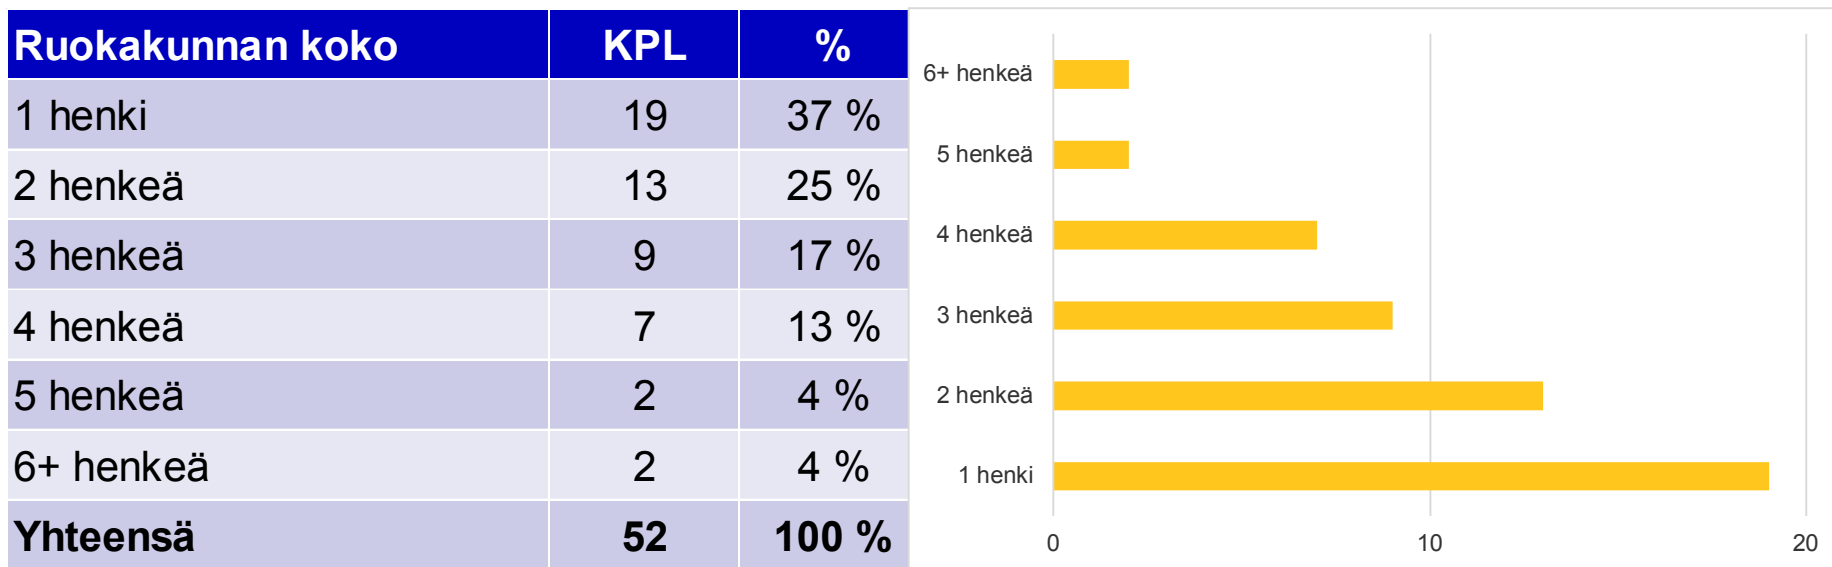 Ruokakunnan koko KPL %
1 henki 19 37 %
2 henkeä 13 25 %
3 henkeä 9 17 %
4 henkeä 7 13 %
5 henkeä 2 4 %
6+ henkeä 2 4 %
Yhteensä 52 100 %
6+ henkeä
5 henkeä
4 henkeä
3 henkeä
2 henkeä
1 henki
0 10 20